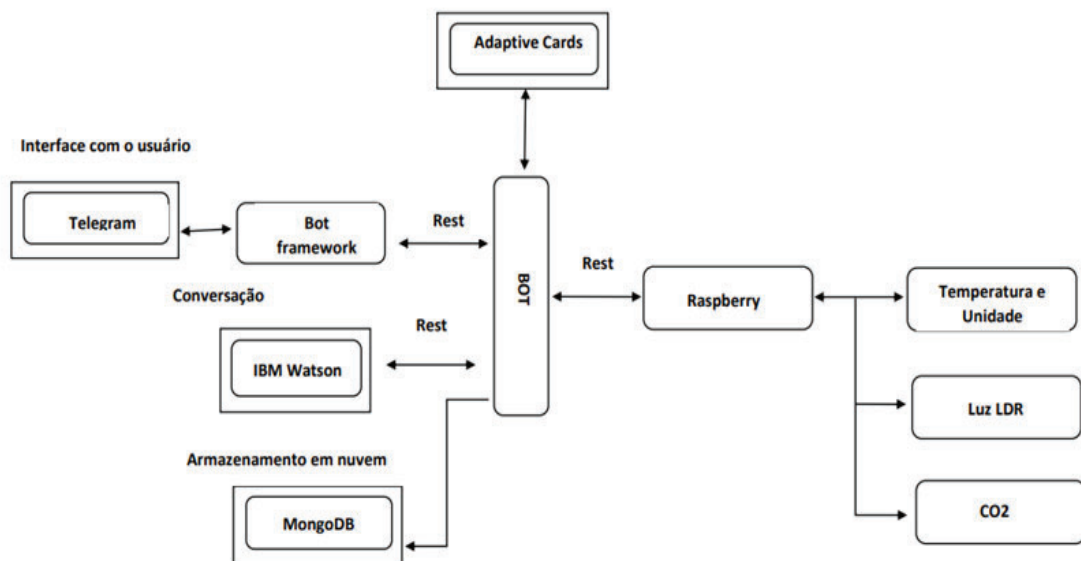 Adaptive Cards
Interface com o usuário
Telegram
Bot
framework
Rest
Conversação
IBM Watson
Rest
Armazenamento em nuvem
MongoDB
BOT
Rest
Raspberry
Temperatura e
Unidade
Luz LDR
CO2